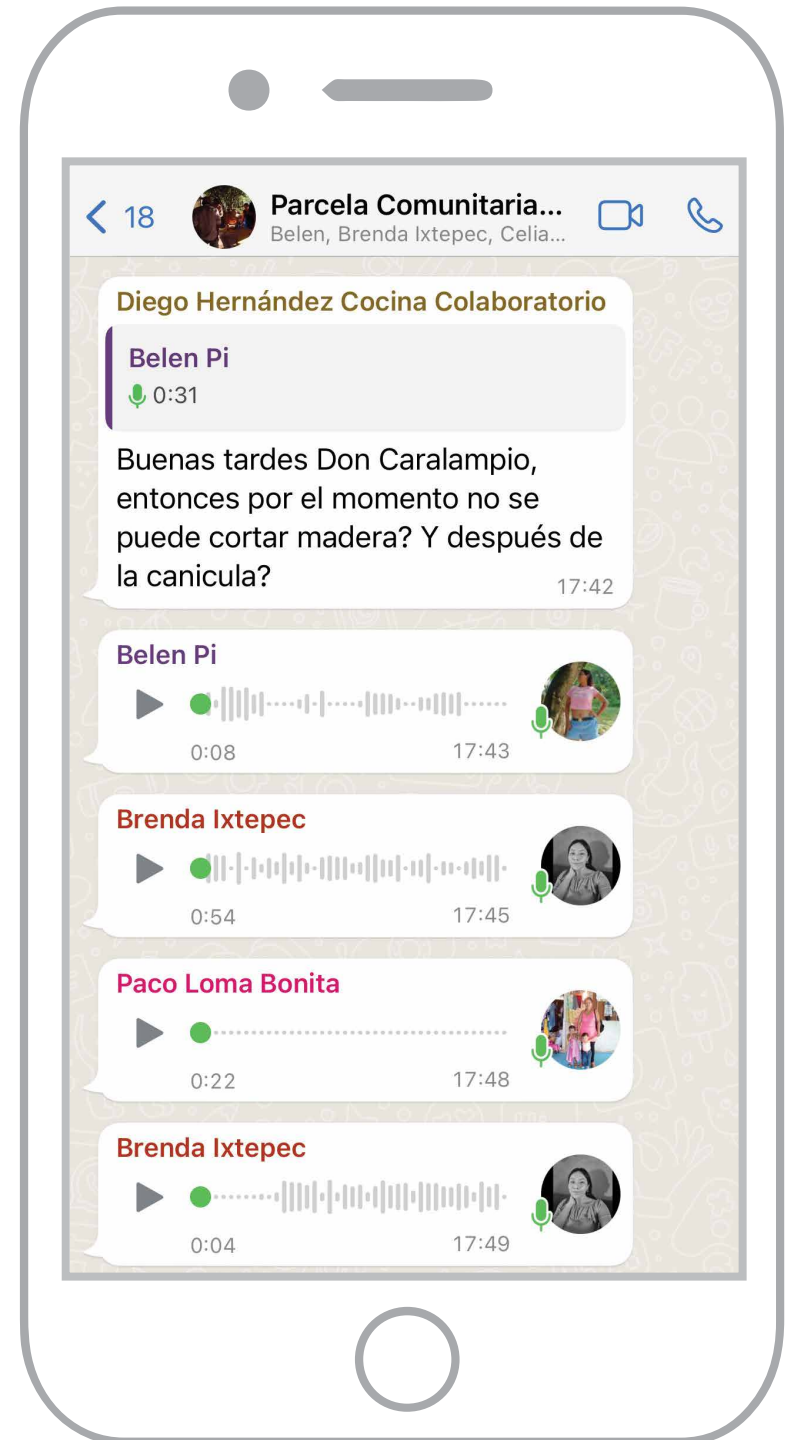 18
Parcela Comunitaria...
Belen, Brenda Ixtepec, Celia...
Diego Hernández Cocina Colaboratorio
Belen Pi
0:31
Buenas tardes Don Caralampio,
entonces por el momento no se
puede cortar madera? Y después de
la canicula?
17:42
Belen Pi
0:08
17:43
Brenda Ixtepec
0:54
17:45
Paco Loma Bonita
0:22
17:48
Brenda Ixtepec
0:04
17:49